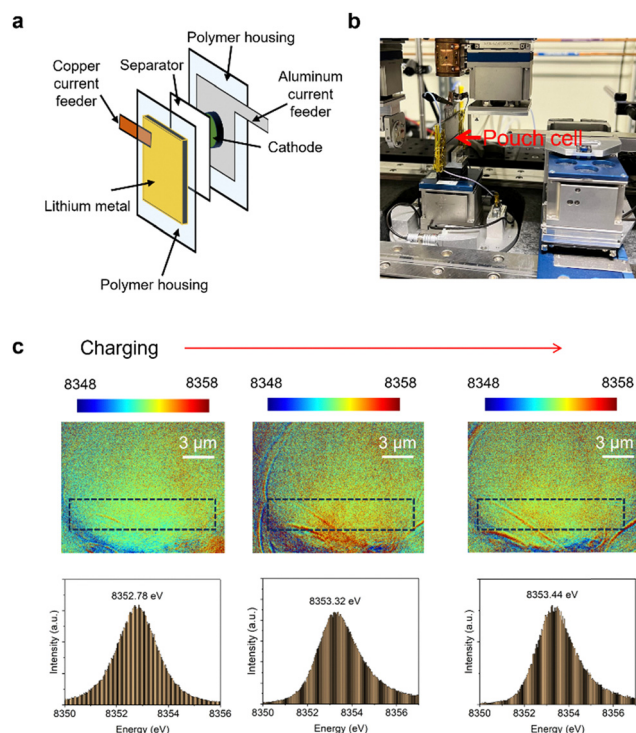 a
Polymer housing
Copper
current
feeder
Separator
Aluminum current
feeder
Cathode
Lithium metal
Polymer housing
b
Pouch cell
c
Charging
8348
8358
8348
8358
8348
8358
3 μm
3 μm
3 μm
8352.78 eV
8353.32 eV
8353.44 eV
Intensity (a.u.)
Intensity (a.u.)
Intensity (a.u.)
8350
8352
8354
8356
8350
8352
8354
8356
8350
8352
8354
8356
Energy (eV)
Energy (eV)
Energy (eV)